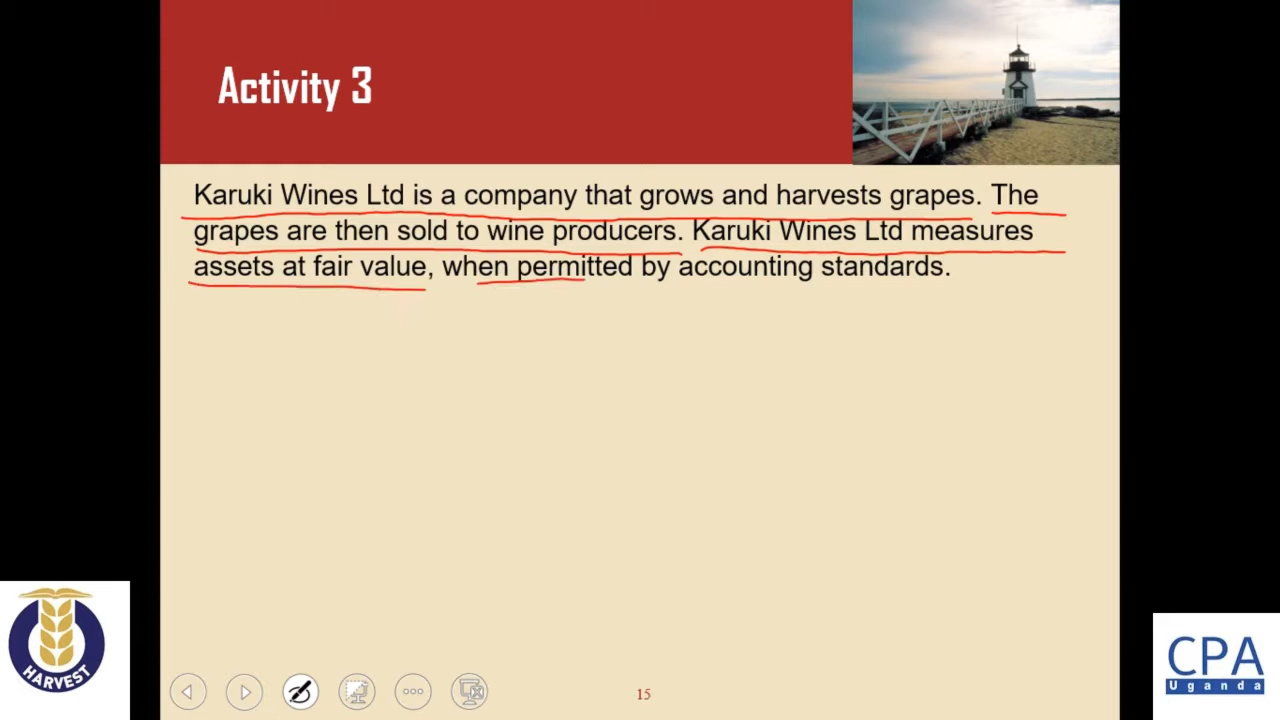 Activity 3
Karuki Wines Ltd is a company that grows and harvests grapes. The
grapes are then sold to wine producers. Karuki Wines Ltd measures
assets at fair value, when permitted by accounting standards.
HARVEST
15
CPA
Uganda